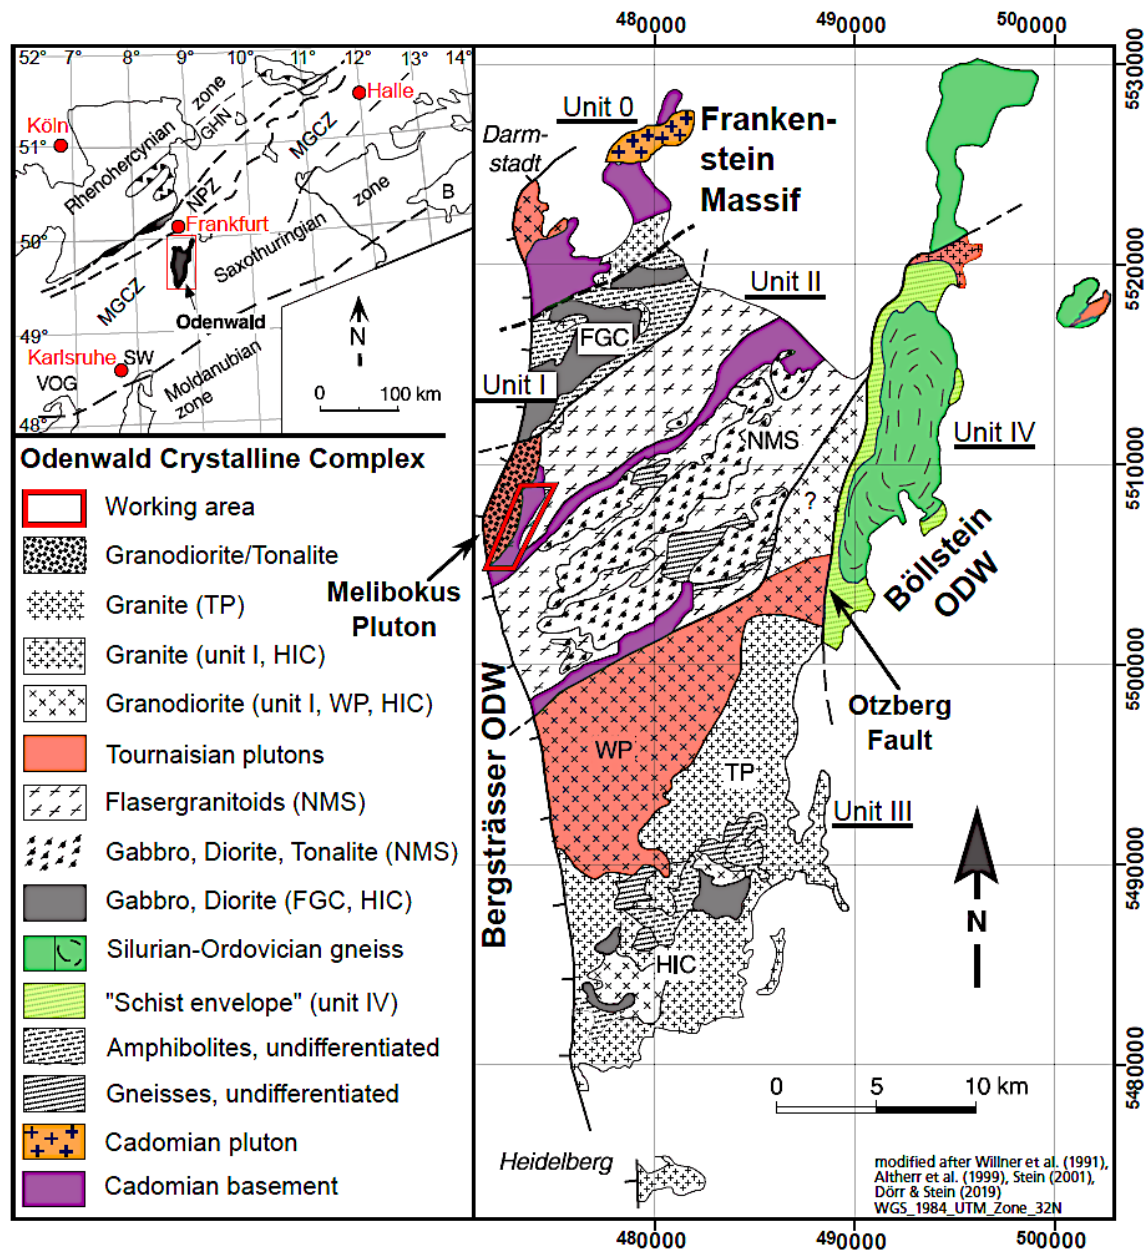 480000
490000
500000
52°
7°
8°
9°
10°
11°
12°
13°
14°
Halle
Köln
51°
Rhenohercynian zone
GHN
MGCZ
NPZ
zone
B
Frankfurt
50°
Saxothuringian
MGCZ
Odenwald
49°
N
Karlsruhe
SW
VOG
Moldanubian
zone
0
100 km
48°
Odenwald Crystalline Complex
Working area
Granodiorite/Tonalite
Granite (TP)
Granite (unit I, HIC)
Granodiorite (unit I, WP, HIC)
Tournaisian plutons
Flasergranitoids (NMS)
Gabbro, Diorite, Tonalite (NMS)
Gabbro, Diorite (FGC, HIC)
Silurian-Ordovician gneiss
"Schist envelope" (unit IV)
Amphibolites, undifferentiated
Gneisses, undifferentiated
Cadomian pluton
Cadomian basement
Unit 0
Darm-
stadt
Franken-
stein
Massif
Unit II
FGC
Unit I
NMS
Unit IV
?
Melibokus
Pluton
Böllstein
ODW
Otzberg
Fault
Bergsträsser ODW
WP
TP
Unit III
HIC
N
0
5
10 km
Heidelberg
modified after Willner et al. (1991),
Altherr et al. (1999), Stein (2001),
Dörr & Stein (2019)
WGS_1984_UTM_Zone_32N
5530000
5520000
5510000
5500000
5490000
5480000
480000
490000
500000